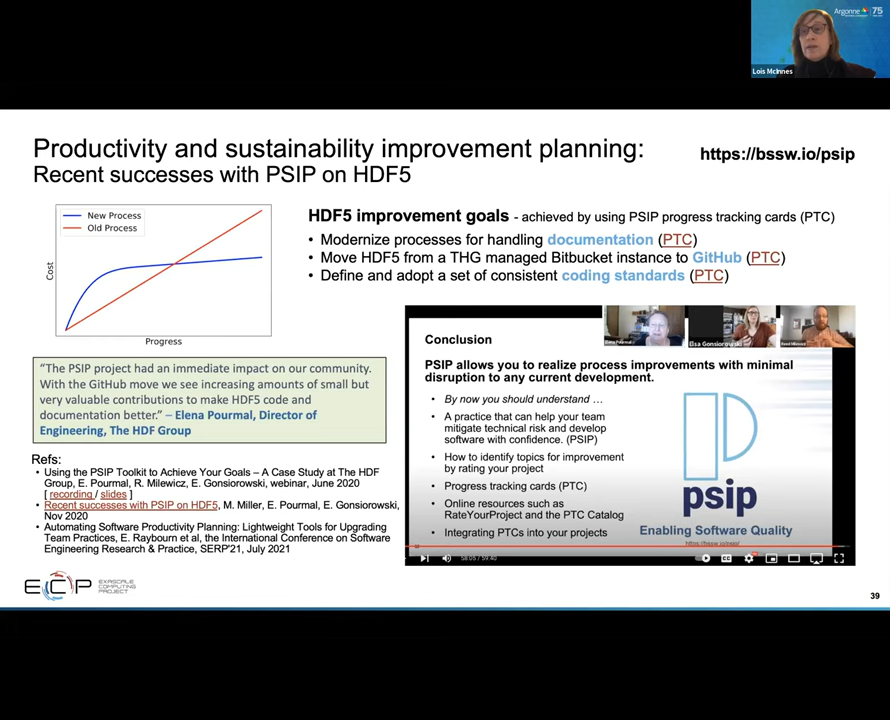 Argonne 75
Lois McInnes
Productivity and sustainability improvement planning:
https://bssw.io/psip
Recent successes with PSIP on HDF5
New Process
Old Process
Cost
Progress
HDF5 improvement goals - achieved by using PSIP progress tracking cards (PTC)
• Modernize processes for handling documentation (PTC)
• Move HDF5 from a THG managed Bitbucket instance to GitHub (PTC)
• Define and adopt a set of consistent coding standards (PTC)
“The PSIP project had an immediate impact on our community.
With the GitHub move we see increasing amounts of small but
very valuable contributions to make HDF5 code and
documentation better.” – Elena Pourmal, Director of
Engineering, The HDF Group
Refs:
• Using the PSIP Toolkit to Achieve Your Goals – A Case Study at The HDF
Group, E. Pourmal, R. Milewicz, E. Gonsiorowski, webinar, June 2020
[ recording / slides ]
• Recent successes with PSIP on HDF5, M. Miller, E. Pourmal, E. Gonsiorowski,
Nov 2020
• Automating Software Productivity Planning: Lightweight Tools for Upgrading
Team Practices, E. Raybourn et al, the International Conference on Software
Engineering Research & Practice, SERP'21, July 2021
Elena Pourmal
Elsa Gonsiorowski
Reed Milewicz
Conclusion
PSIP allows you to realize process improvements with minimal
disruption to any current development.
• By now you should understand …
• A practice that can help your team
mitigate technical risk and develop
software with confidence. (PSIP)
• How to identify topics for improvement
by rating your project
• Progress tracking cards (PTC)
• Online resources such as
RateYourProject and the PTC Catalog
• Integrating PTCs into your projects
psip
Enabling Software Quality
58:05 / 59:40
ECP
EXASCALE
COMPUTING
PROJECT
39